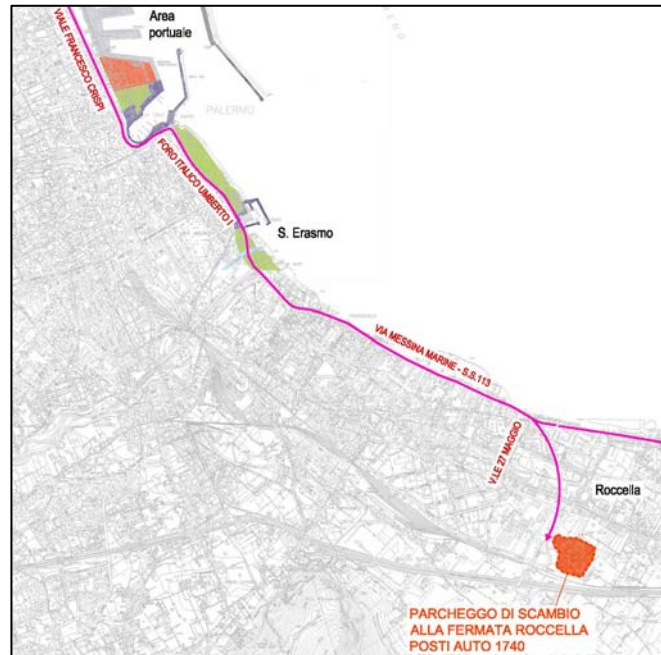 Area
portuale
VIALE FRANCESCO CRISPI
PALERMO
FORO ITALICO UMBERTO I
S. Erasmo
VIA MESSINA MARINE - S.S.113
V.LE 27 MAGGIO
Roccella
PARCHEGGO DI SCAMBIO
ALLA FERMATA ROCCELLA
POSTI AUTO 1740